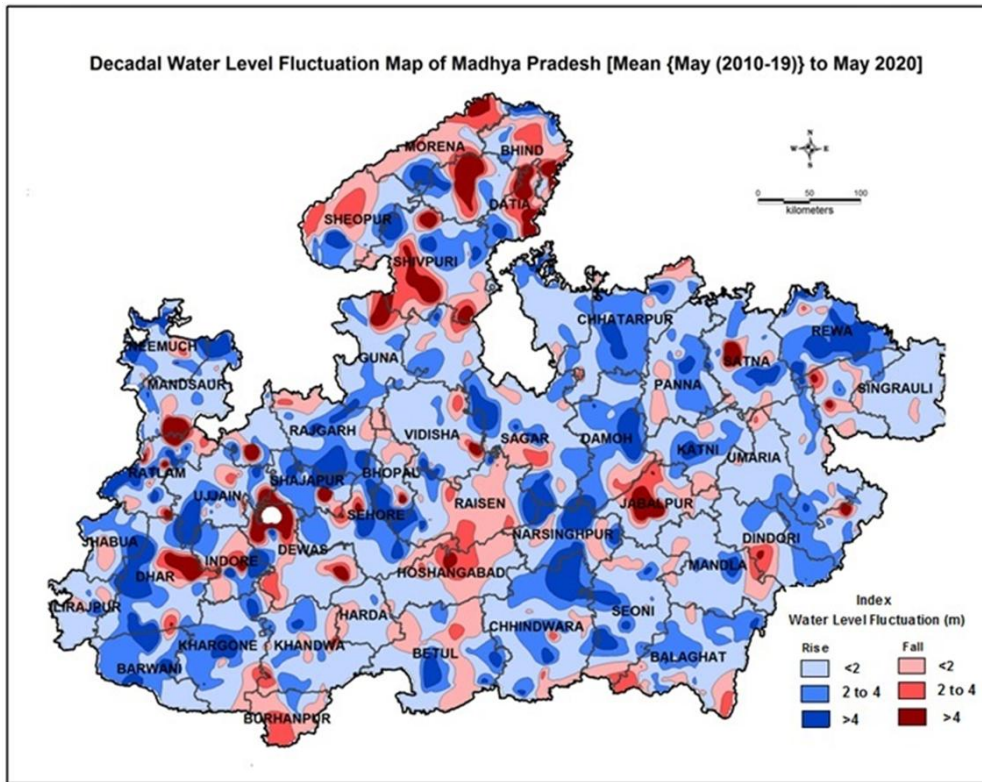 Decadal Water Level Fluctuation Map of Madhya Pradesh [Mean {May (2010-19)} to May 2020]
N
W E
S
0 50 100
kilometers
MORENA
BHIND
DATIA
SHEOPUR
SHIVPURI
CHHATARPUR
REWA
NEEMUCH
GUNA
SATNA
MANDSAUR
PANNA
SINGRAULI
RAJGARH
VIDISHA
SAGAR
DAMOH
KATNI
UMARIA
RATLAM
BHOPAL
SHAJAPUR
UJJAIN
RAISEN
JABALPUR
SEHORE
NARSINGHPUR
JHABUA
DEWAS
DINDORI
INDORE
MANDLA
DHAR
HOSHANGABAD
ILIRAJPUR
HARDA
SEONI
CHHINDWARA
KHARGONE
KHANDWA
BETUL
BALAGHAT
BARWANI
BURHANPUR
Index
Water Level Fluctuation (m)
Rise Fall
<2 <2
2 to 4 2 to 4
>4 >4